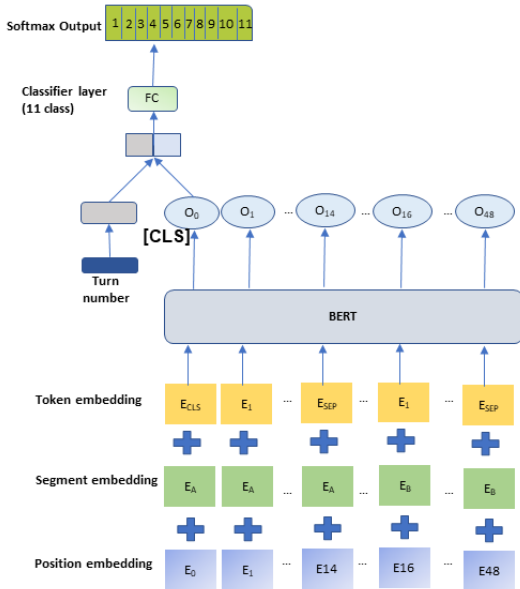 Softmax Output 1 2 3 4 5 6 7 8 9 10 11
Classifier layer
(11 class)
FC
O0 O1 ... O14 ... O16 ... O48
[CLS]
Turn
number
BERT
Token embedding ECLS E1 ... ESEP ... E1 ... ESEP
Segment embedding EA EA ... EA ... EB ... EB
Position embedding E0 E1 ... E14 ... E16 ... E48